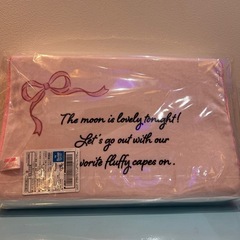 The moon is lovely tonight!
Let's go out with our
vorite fluffy capes on.